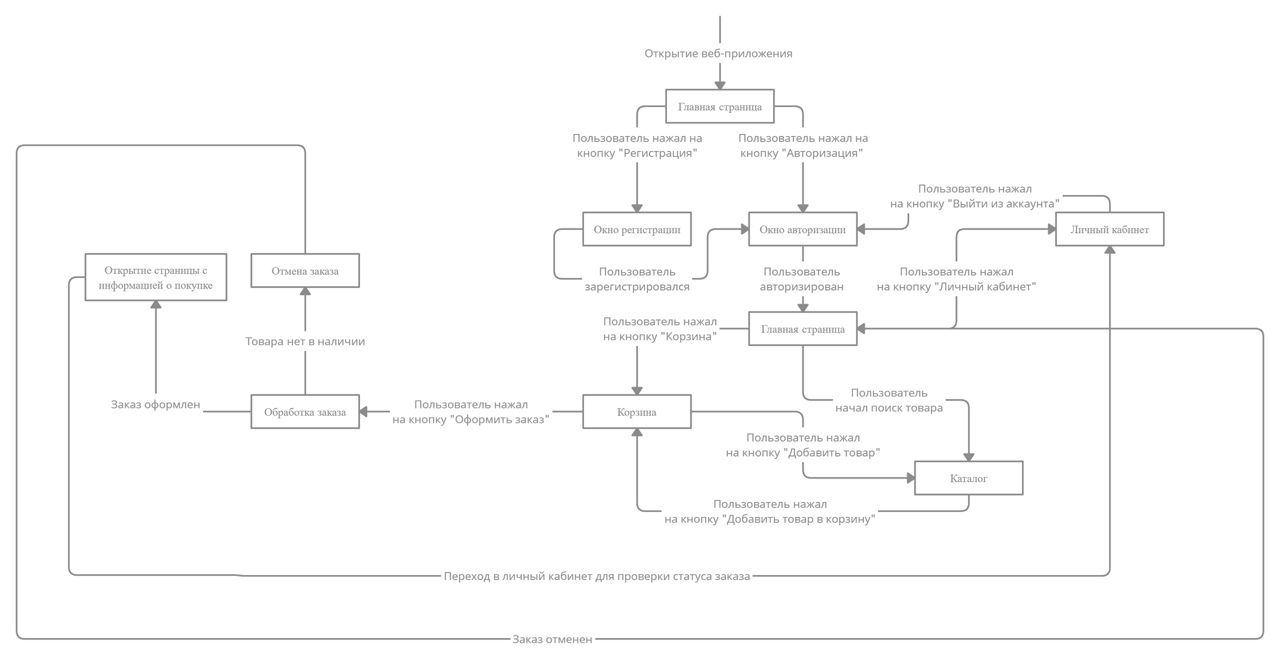 Открытие веб-приложения
Главная страница
Пользователь нажал на
кнопку "Регистрация"
Пользователь нажал на
кнопку "Авторизация"
Пользователь нажал
на кнопку "Выйти из аккаунта"
Окно регистрации
Окно авторизации
Личный кабинет
Открытие страницы с
информацией о покупке
Отмена заказа
Пользователь
зарегистрировался
Пользователь
авторизирован
Пользователь нажал
на кнопку "Личный кабинет"
Пользователь нажал
на кнопку "Корзина"
Главная страница
Товара нет в наличии
Пользователь
начал поиск товара
Заказ оформлен
Обработка заказа
Пользователь нажал
на кнопку "Оформить заказ"
Корзина
Пользователь нажал
на кнопку "Добавить товар"
Каталог
Пользователь нажал
на кнопку "Добавить товар в корзину"
Переход в личный кабинет для проверки статуса заказа
Заказ отменен